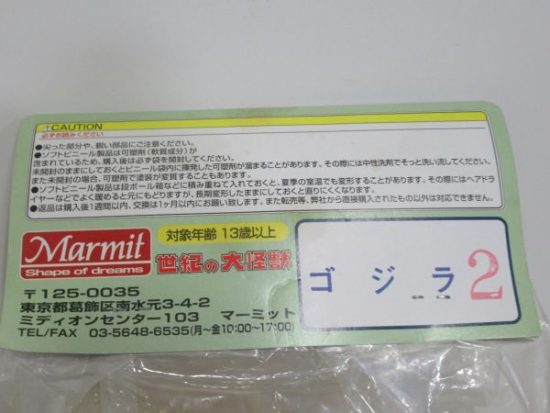 CAUTION
必ずお読みください
●尖った部分や、鋭い部品にご注意ください。
●ソフトビニール製品は可塑剤(軟質成分)が
含まれているため、購入後は必ず袋を開封してください。
未開封のままにしておくとビニール袋内に揮発した可塑剤が溜まることがあります。その際には中性洗剤でそっと洗い流してください。
また未開封の場合、可塑剤で塗装が変質することがあります。
●ソフトビニール製品は段ボール箱などに積み重ねて入れておくと、夏季の室温でも変形することがあります。その際にはヘアドラ
イヤーなどでよく暖めると元にもどりますが、長期変形したままにしておくと直りにくくなります。
●返品は購入後1週間以内、交換は1ヶ月以内にお願い致します。また転売等、弊社から直接購入されたもの以外は対応できません。
Marmit
Shape of dreams
対象年齢 13歳以上
世紀の大怪獣
ゴジラ2
〒125-0035
東京都葛飾区南水元3-4-2
ミディオンセンター103 マーミット
TEL/FAX 03-5648-6535(月~金10:00~17:00)